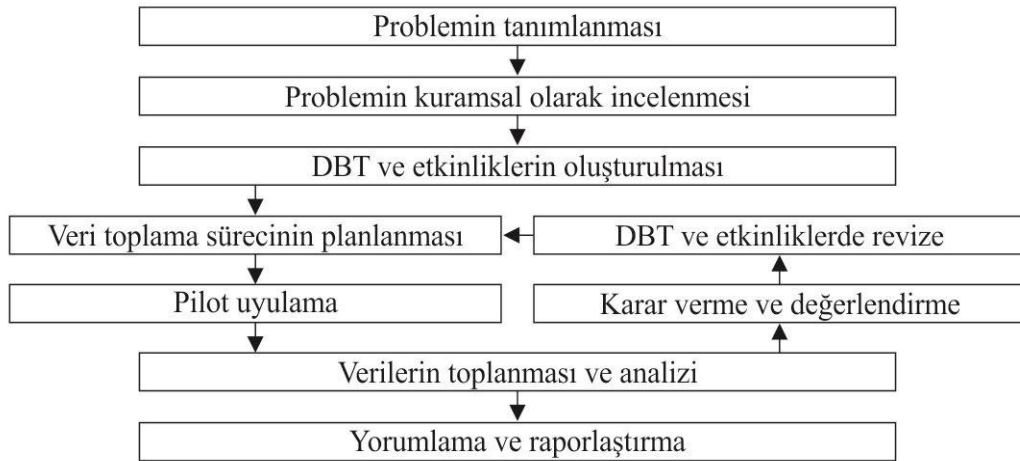 Problemin tanımlanması
Problemin kuramsal olarak incelenmesi
DBT ve etkinliklerin oluşturulması
Veri toplama sürecinin planlanması
DBT ve etkinliklerde revize
Pilot uyulama
Karar verme ve değerlendirme
Verilerin toplanması ve analizi
Yorumlama ve raporlaştırma